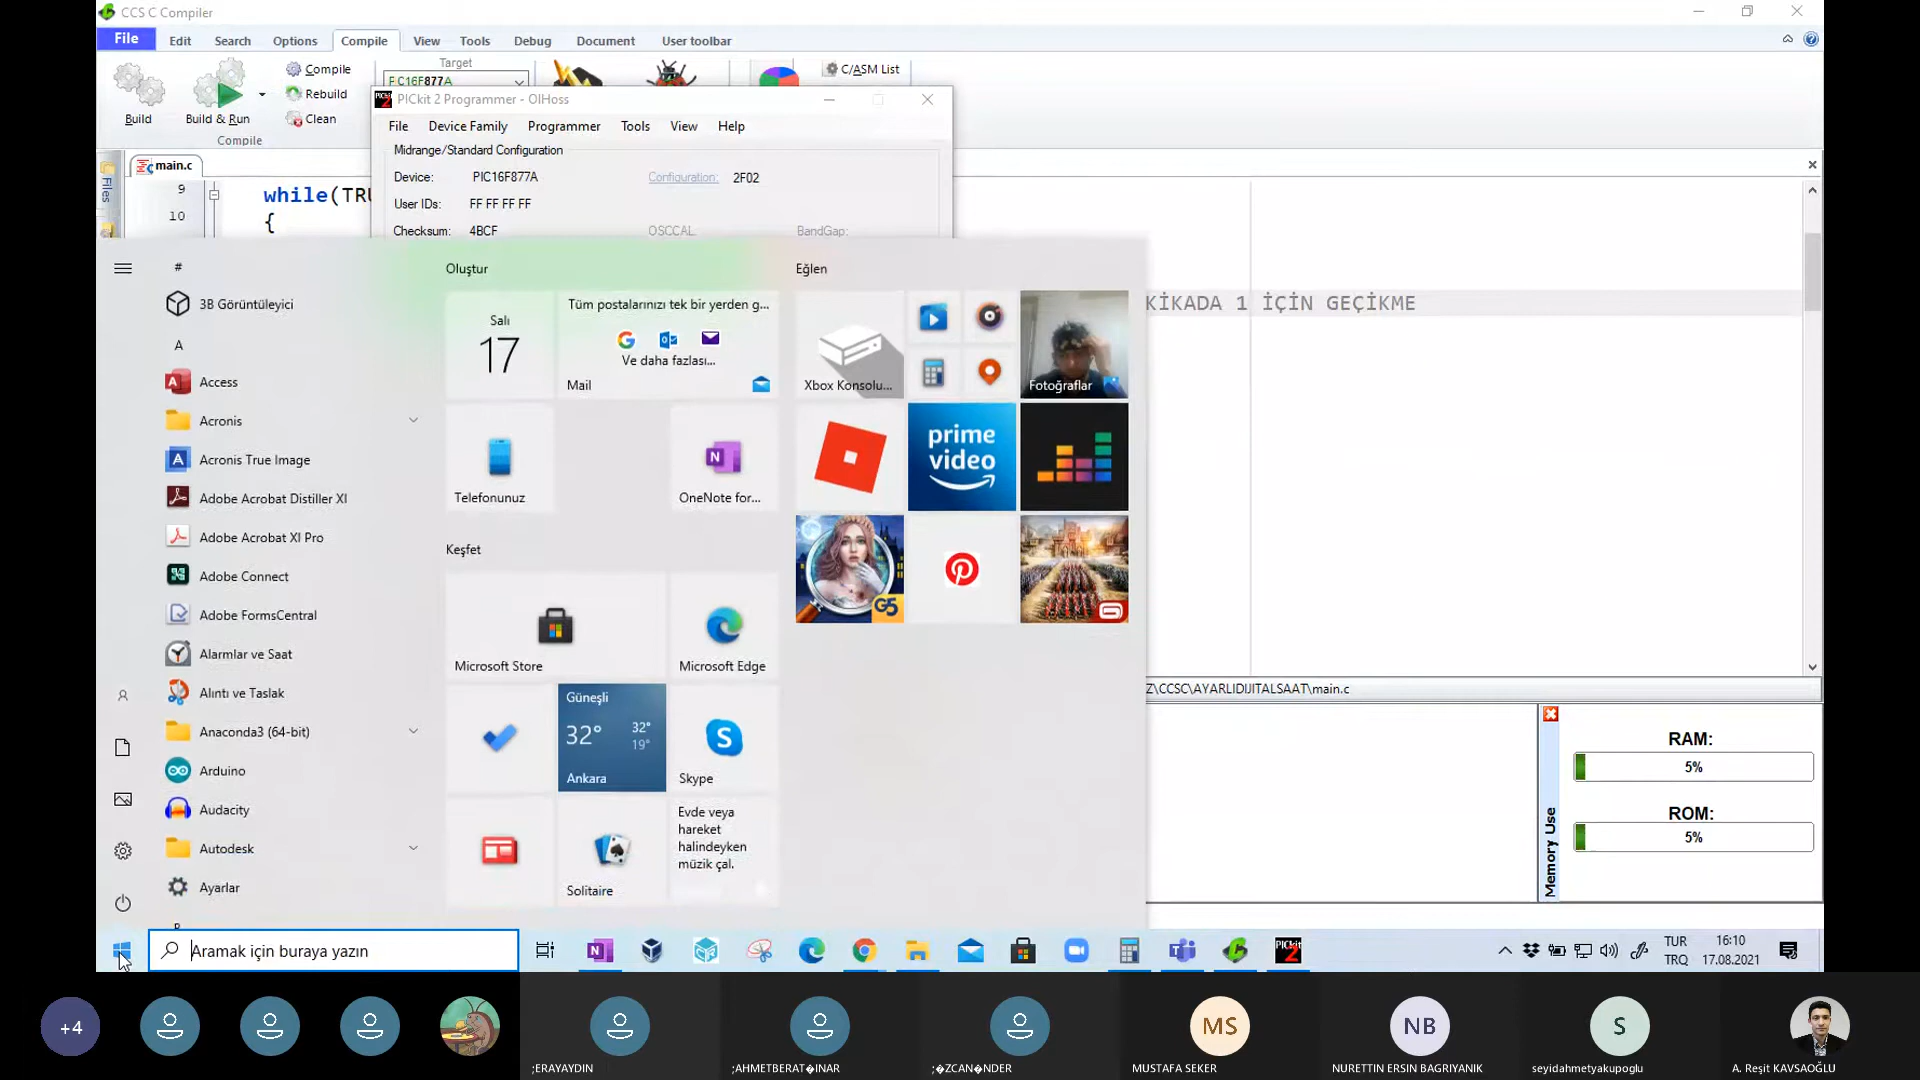 CCS C Compiler
File Edit Search Options Compile View Tools Debug Document User toolbar
Build
Build & Run
Compile
Rebuild
Clean
Compile
Target
PIC16F877A
C/ASM List
PICkit 2 Programmer - OlHoss
File Device Family Programmer Tools View Help
Midrange/Standard Configuration
Device: PIC16F877A Configuration: 2F02
User IDs: FF FF FF FF
Checksum: 4BCF OSCCAL: BandGap:
Files
main.c
9 while(TRU
10 {
KİKADA 1 İÇİN GEÇİKME
#
3B Görüntüleyici
A
Access
Acronis
Acronis True Image
Adobe Acrobat Distiller XI
Adobe Acrobat XI Pro
Adobe Connect
Adobe FormsCentral
Alarmlar ve Saat
Alıntı ve Taslak
Anaconda3 (64-bit)
Arduino
Audacity
Autodesk
Ayarlar
Oluştur
Salı
17
Tüm postalarınızı tek bir yerden g...
Ve daha fazlası...
Mail
Telefonunuz
OneNote for...
Keşfet
Microsoft Store
Microsoft Edge
Güneşli
32° 32°
19°
Ankara
Skype
Solitaire
Evde veya
hareket
halindeyken
müzik çal.
Eğlen
Xbox Konsolu...
Fotoğraflar
prime
video
G5
Z\CCSC\AYARLIDIJITALSAAT\main.c
Memory Use
RAM:
5%
ROM:
5%
Aramak için buraya yazın
TUR
TRQ
16:10
17.08.2021
+4
;ERAYAYDIN
;AHMETBERAT�INAR
;�ZCAN�NDER
MS
MUSTAFA SEKER
NB
NURETTIN ERSIN BAGRIYANIK
S
seyidahmetyakupoglu
A. Reşit KAVSAOĞLU